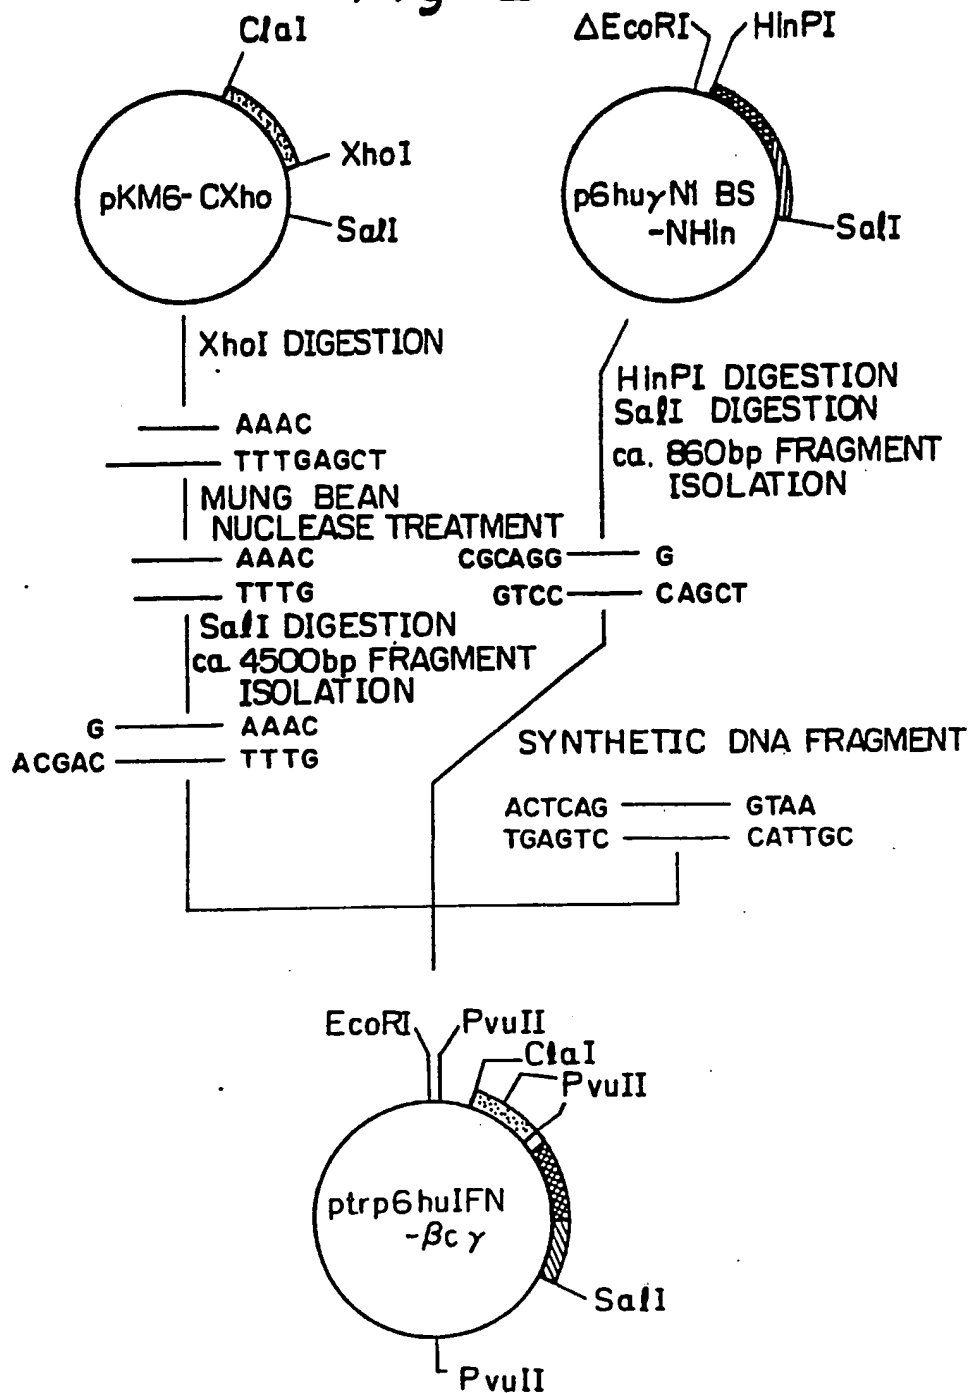 ClaI
XhoI
SalI
pKM6-CXho
ΔEcoRI
HinPI
p6huγN1 BS
-NHin
SalI
XhoI DIGESTION
AAAC
TTTGAGCT
MUNG BEAN
NUCLEASE TREATMENT
AAAC
TTTG
SalI DIGESTION
ca. 4500bp FRAGMENT
ISOLATION
G AAAC
ACGAC TTTG
HinPI DIGESTION
SalI DIGESTION
ca. 860bp FRAGMENT
ISOLATION
CGCAGG G
GTCC CAGCT
SYNTHETIC DNA FRAGMENT
ACTCAG GTAA
TGAGTC CATTGC
EcoRI
PvuII
ClaI
PvuII
ptrp6huIFN
-βcγ
SalI
PvuII